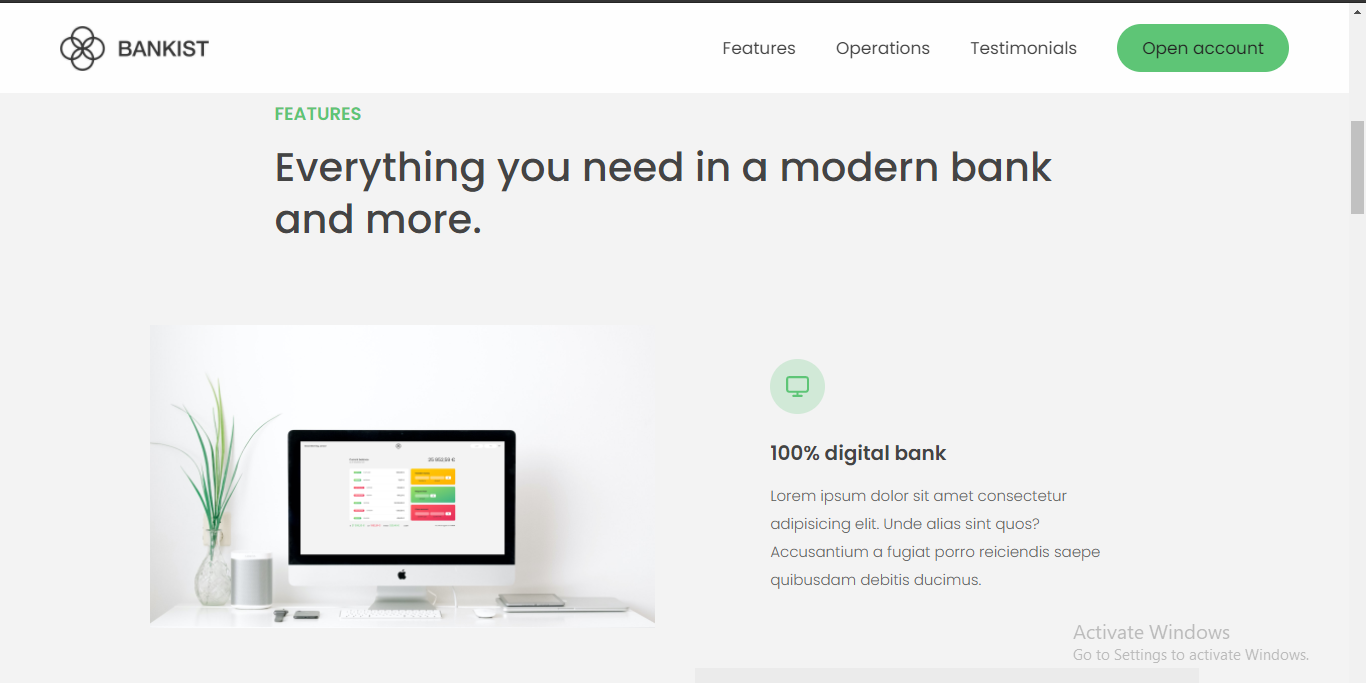 BANKIST
Features
Operations
Testimonials
Open account
FEATURES
Everything you need in a modern bank
and more.
100% digital bank
Lorem ipsum dolor sit amet consectetur
adipisicing elit. Unde alias sint quos?
Accusantium a fugiat porro reiciendis saepe
quibusdam debitis ducimus.
Activate Windows
Go to Settings to activate Windows.